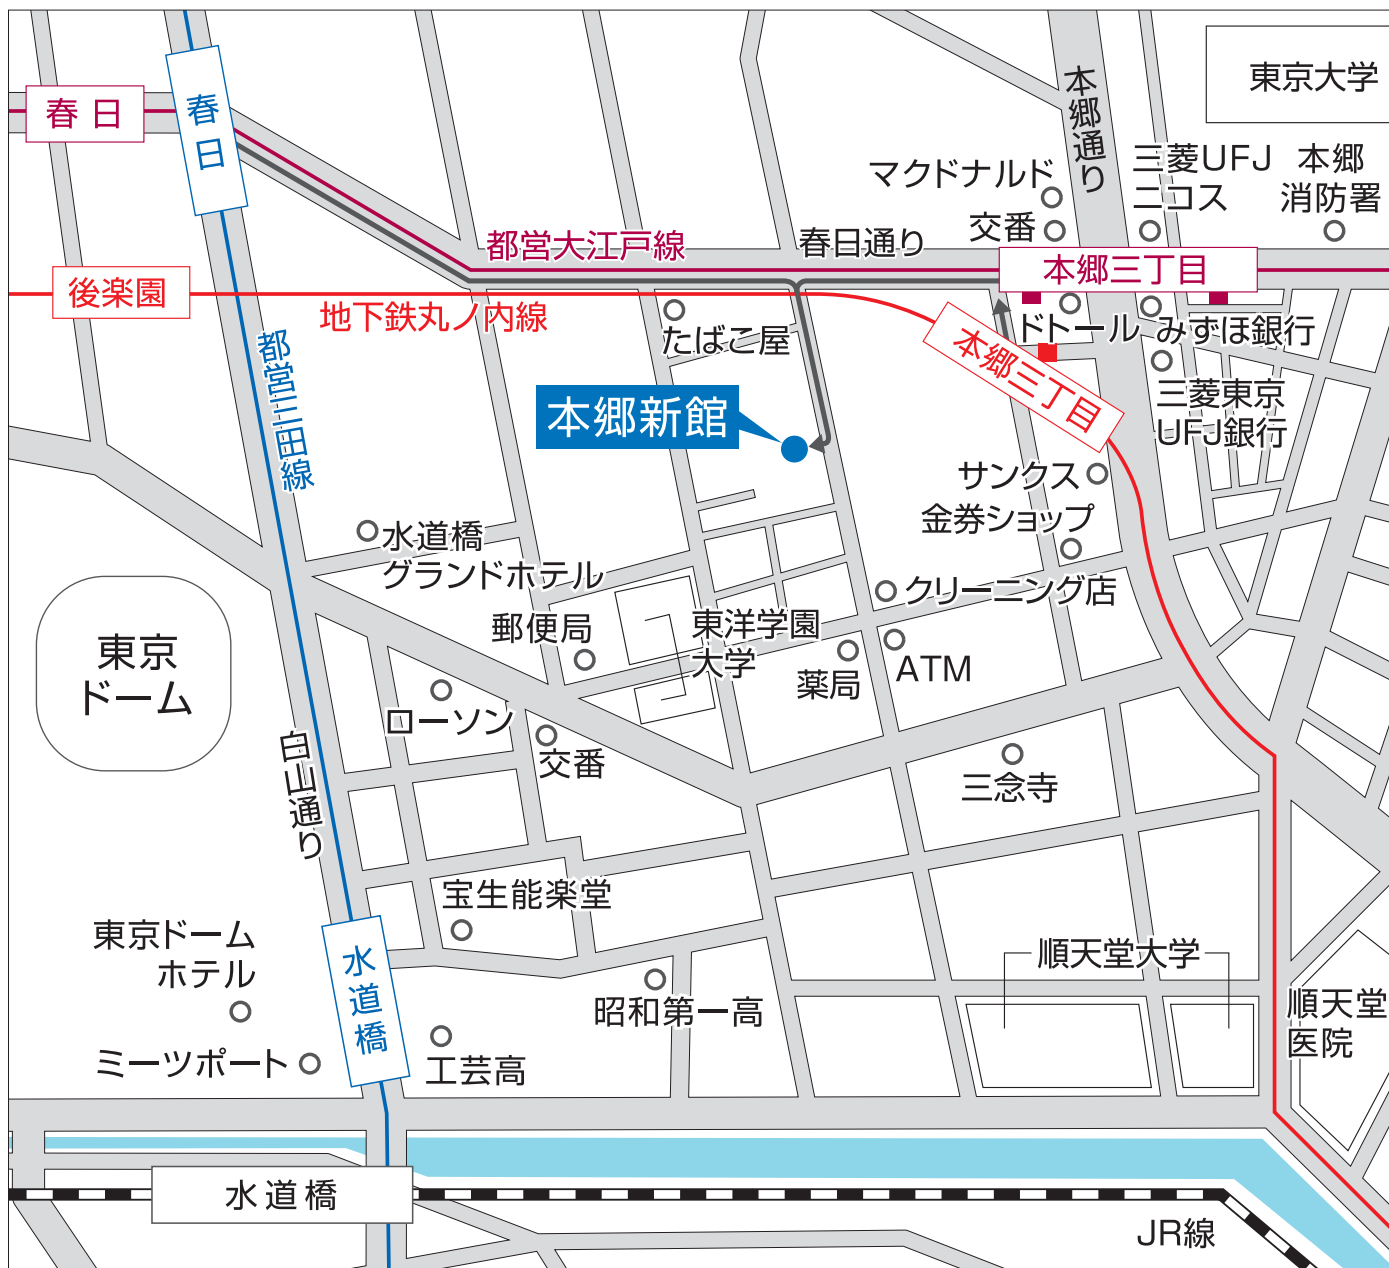 東京大学
本郷通り
春日
春日
マクドナルド
三菱UFJ
ニコス
本郷
消防署
交番
都営大江戸線
春日通り
本郷三丁目
後楽園
地下鉄丸ノ内線
たばこ屋
ドトール
みずほ銀行
本郷三丁目
都営三田線
本郷新館
三菱東京
UFJ銀行
サンクス
金券ショップ
水道橋
グランドホテル
クリーニング店
郵便局
東洋学園
大学
東京
ドーム
薬局
ATM
ローソン
交番
白山通り
三念寺
宝生能楽堂
東京ドーム
ホテル
水道橋
順天堂大学
昭和第一高
順天堂
医院
ミーツポート
工芸高
水道橋
JR線